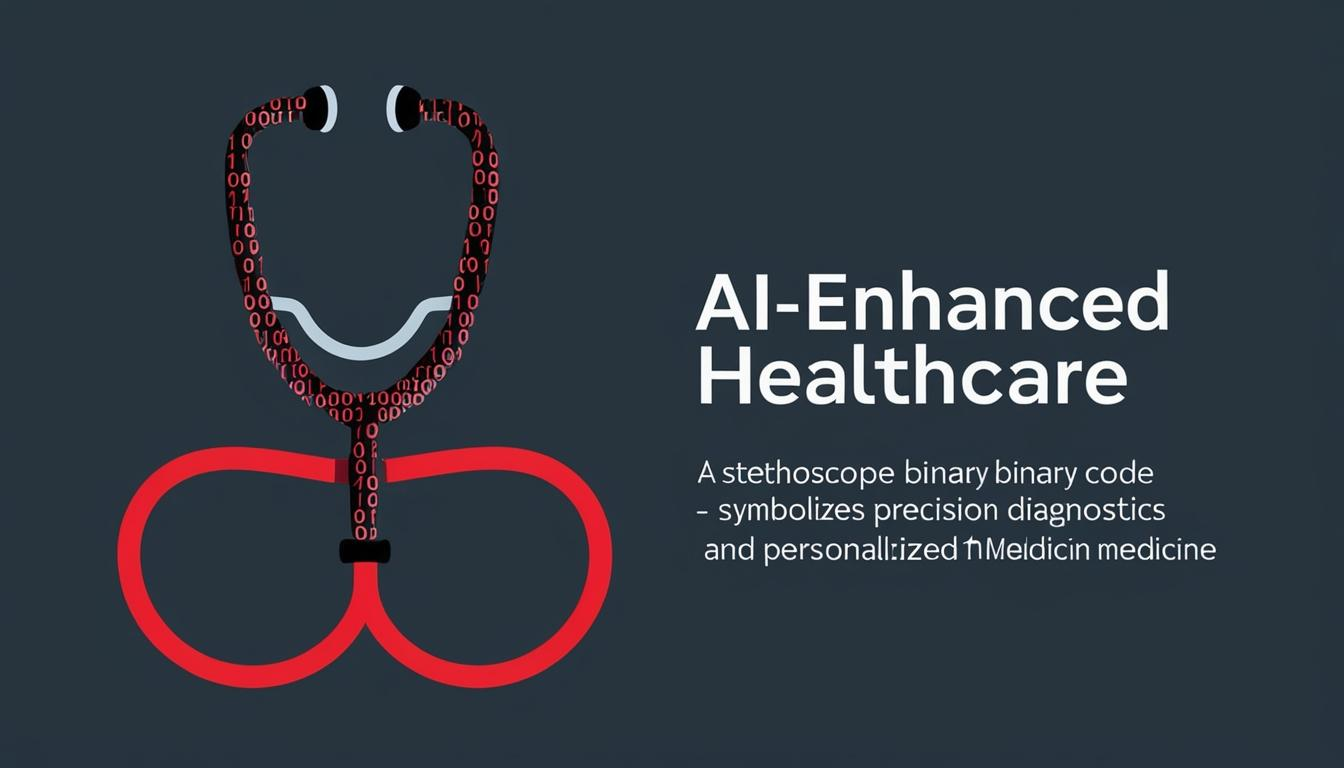 AI-Enhanced
Healthcare
A stethoscope binary binary code
- symbolizes precision diagnostics
and medicine